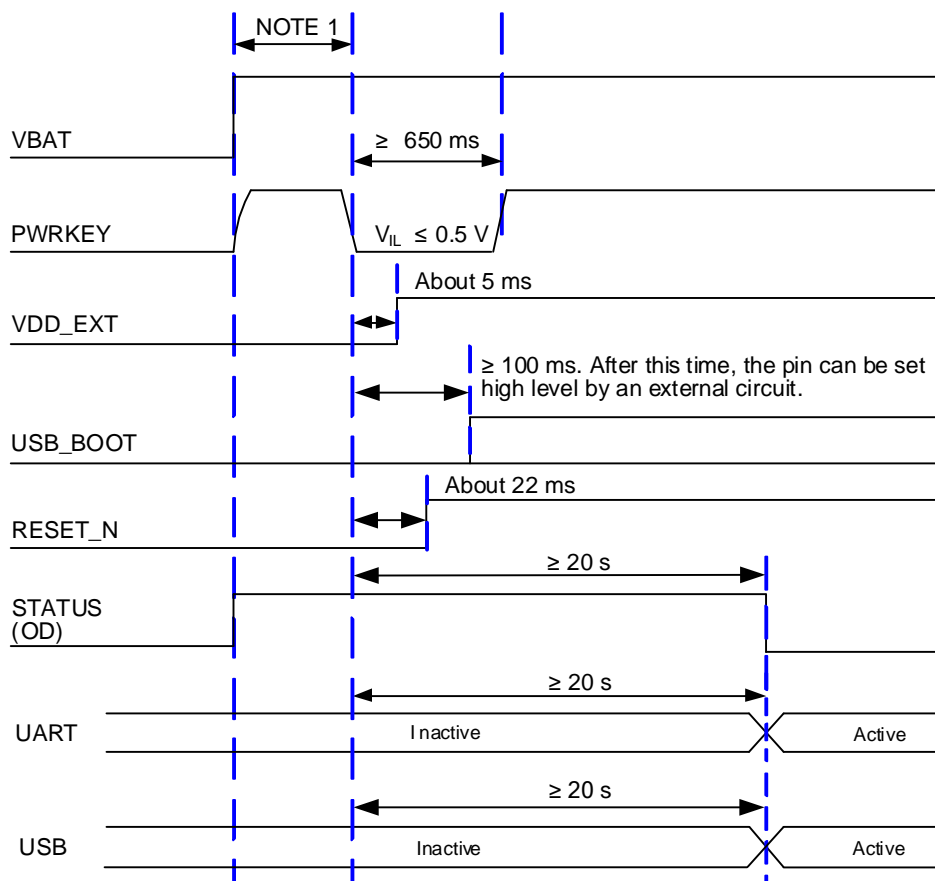 NOTE 1
VBAT
≥ 650 ms
PWRKEY
VIL ≤ 0.5 V
About 5 ms
VDD_EXT
≥ 100 ms. After this time, the pin can be set
high level by an external circuit.
USB_BOOT
About 22 ms
RESET_N
≥ 20 s
STATUS
(OD)
≥ 20 s
UART
Inactive
Active
≥ 20 s
USB
Inactive
Active